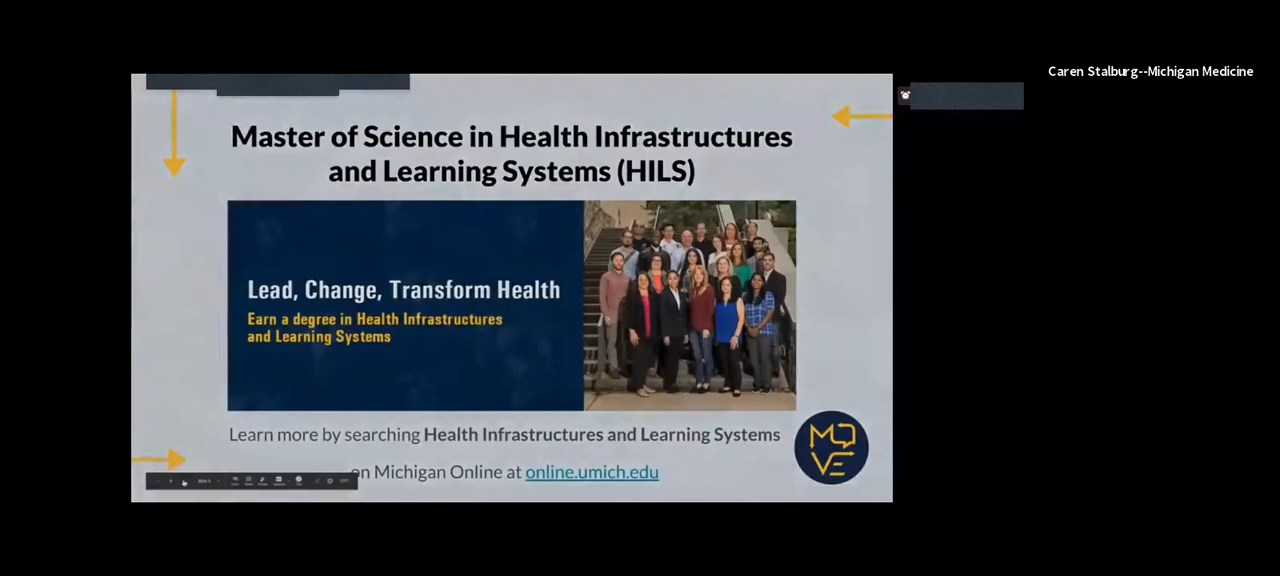 Caren Stalburg--Michigan Medicine
Master of Science in Health Infrastructures
and Learning Systems (HILS)
Lead, Change, Transform Health
Earn a degree in Health Infrastructures
and Learning Systems
Learn more by searching Health Infrastructures and Learning Systems
on Michigan Online at online.umich.edu
MOVE